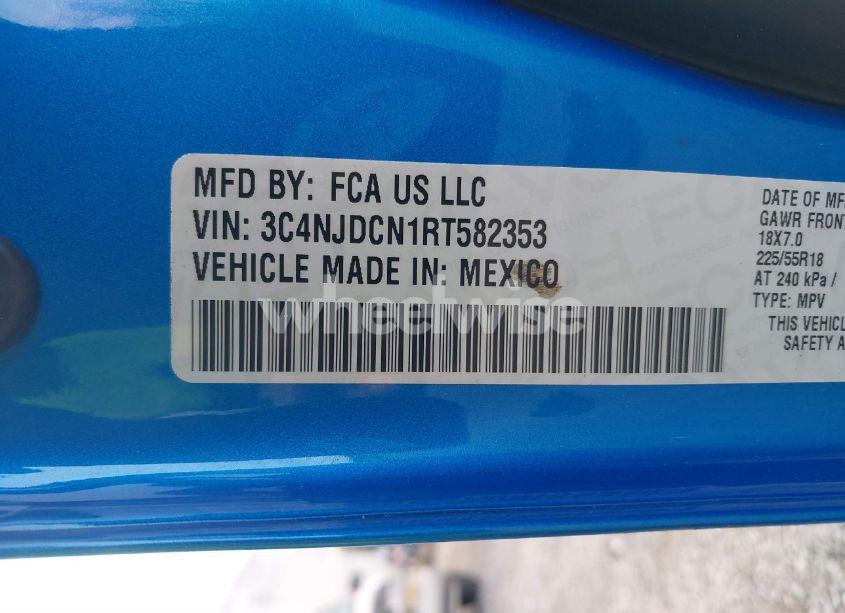 MFD BY: FCA US LLC
VIN: 3C4NJDCN1RT582353
VEHICLE MADE IN: MEXICO
wheelwise
DATE OF MF
GAWR FRONT
18X7.0
225/55R18
AT 240 kPa /
TYPE: MPV
THIS VEHICL
SAFETY A